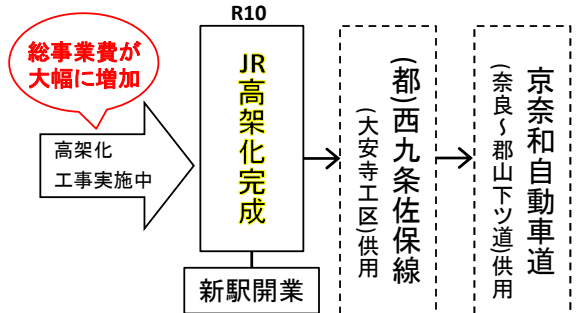 R10
総事業費が
大幅に増加
高架化
工事実施中
JR高架化完成
新駅開業
(都)西九条佐保線
(大安寺工区)供用
京奈和自動車道
(奈良～郡山下ツ道)供用